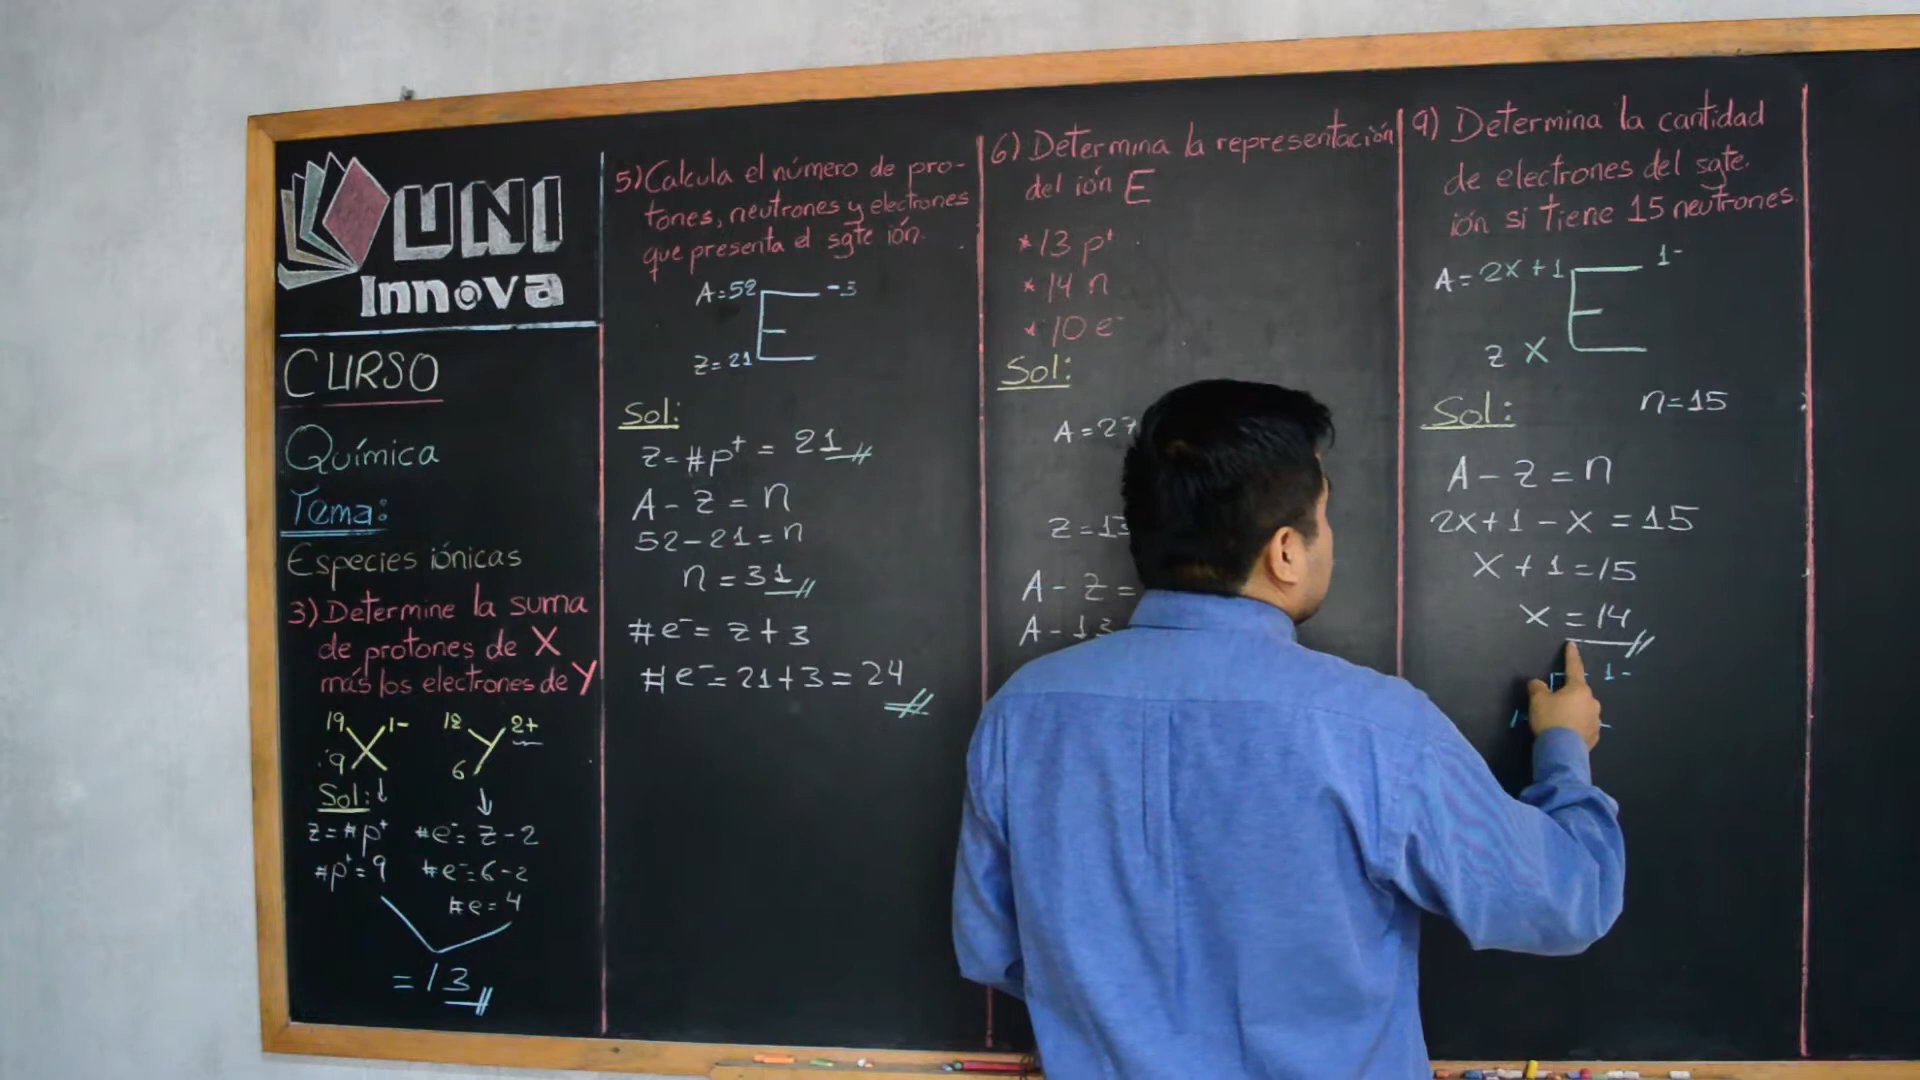 UNI
Innova
CURSO
Química
Tema:
Especies iónicas
3) Determine la suma
de protones de X
más los electrones de Y
19 X 1-
9
12 Y 2+
6
Sol:
z = #p+
#p+ = 9
#e- = z - 2
#e- = 6 - 2
#e = 4
= 13
5) Calcula el número de pro-
tones, neutrones y electrones
que presenta el sgte ión.
A = 52 E -3
z = 21
Sol:
z = #p+ = 21
A - z = n
52 - 21 = n
n = 31
#e- = z + 3
#e- = 21 + 3 = 24
6) Determina la representación
del ión E
* 13 p+
* 14 n
* 10 e-
Sol:
A = 27
z = 13
A - z =
A - 13
9) Determina la cantidad
de electrones del sgte.
ión si tiene 15 neutrones.
A = 2x + 1 E 1-
z x
n = 15
Sol:
A - z = n
2x + 1 - x = 15
x + 1 = 15
x = 14
1-